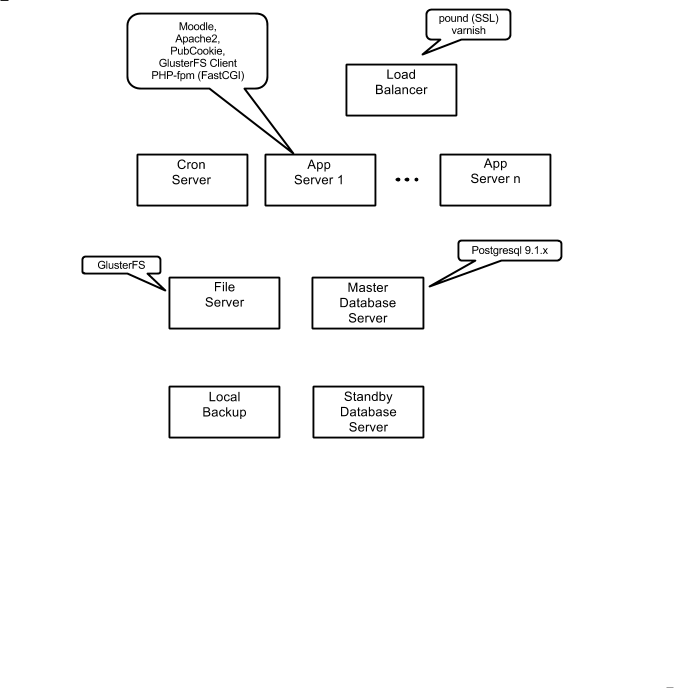 Moodle,
Apache2,
PubCookie,
GlusterFS Client
PHP-fpm (FastCGI)
pound (SSL)
varnish
Load
Balancer
Cron
Server
App
Server 1
...
App
Server n
GlusterFS
Postgresql 9.1.x
File
Server
Master
Database
Server
Local
Backup
Standby
Database
Server